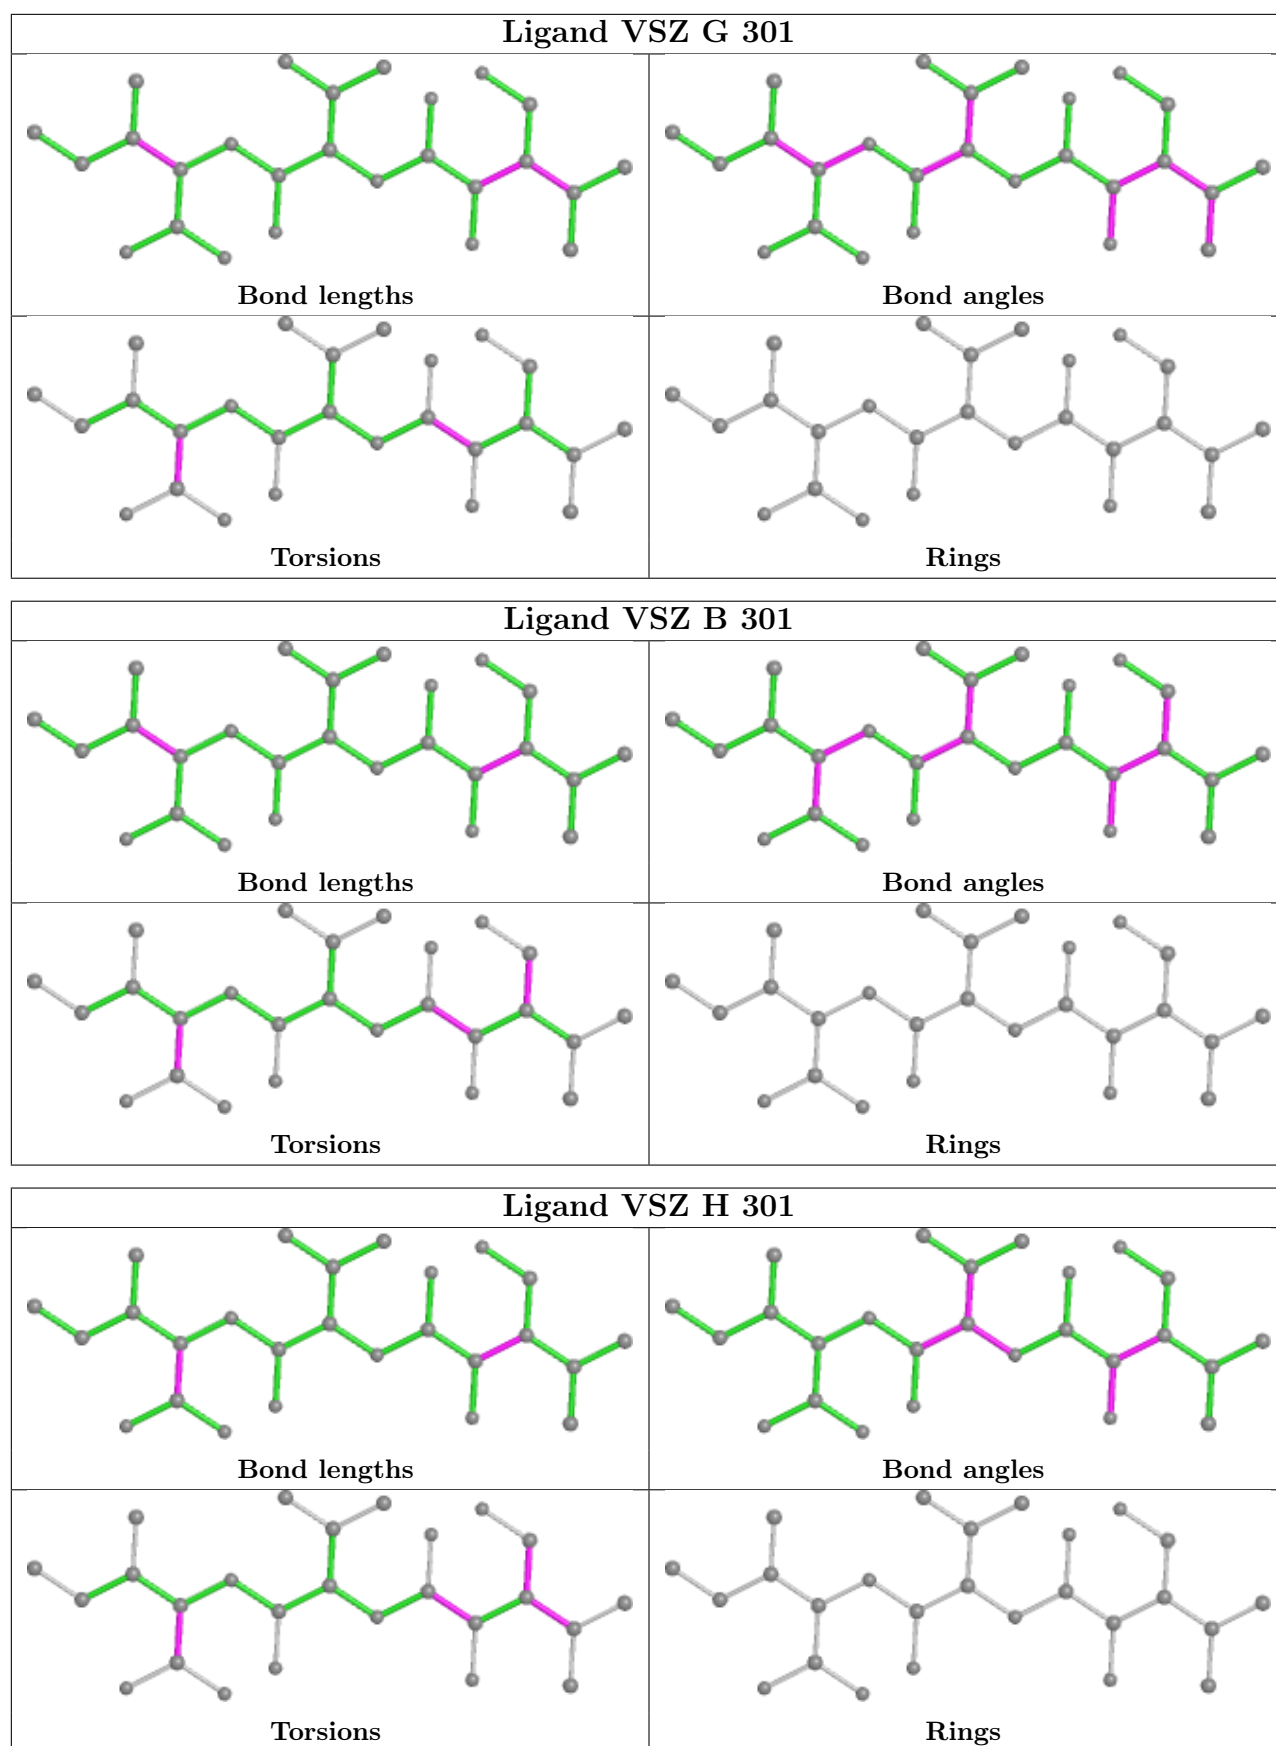 Ligand VSZ G 301
Bond lengths
Bond angles
Torsions
Rings
Ligand VSZ B 301
Bond lengths
Bond angles
Torsions
Rings
Ligand VSZ H 301
Bond lengths
Bond angles
Torsions
Rings